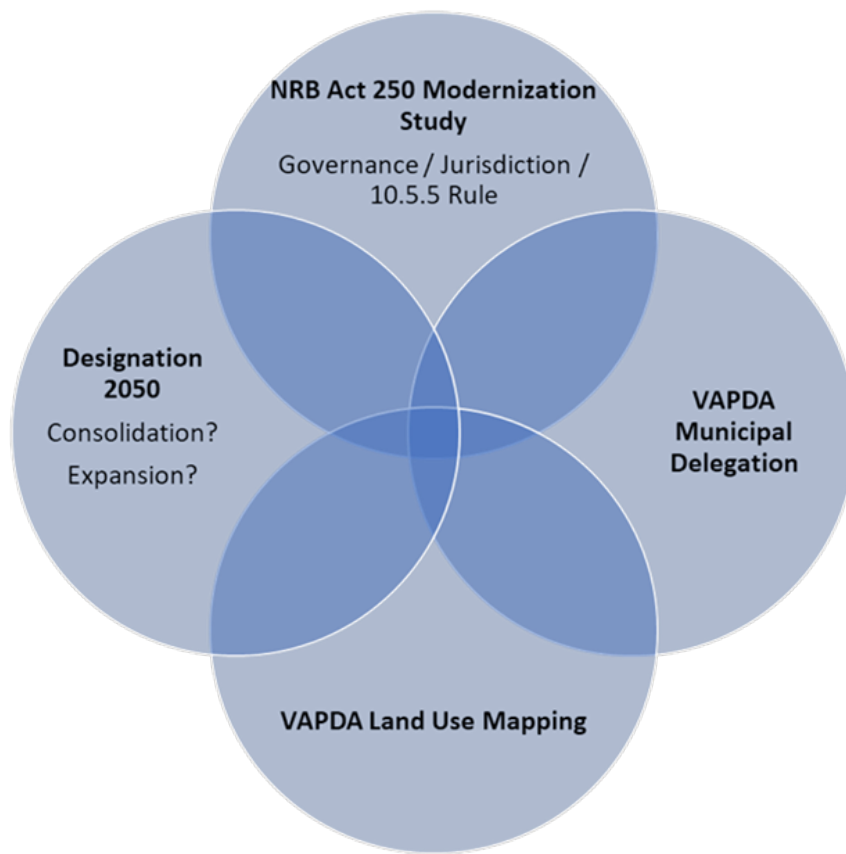 NRB Act 250 Modernization
Study
Governance / Jurisdiction /
10.5.5 Rule
Designation
2050
Consolidation?
Expansion?
VAPDA
Municipal
Delegation
VAPDA Land Use Mapping